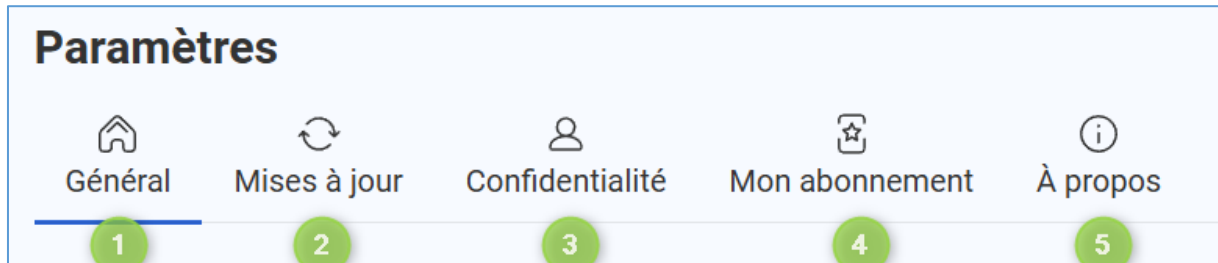 Paramètres
Général Mises à jour Confidentialité Mon abonnement À propos
1 2 3 4 5